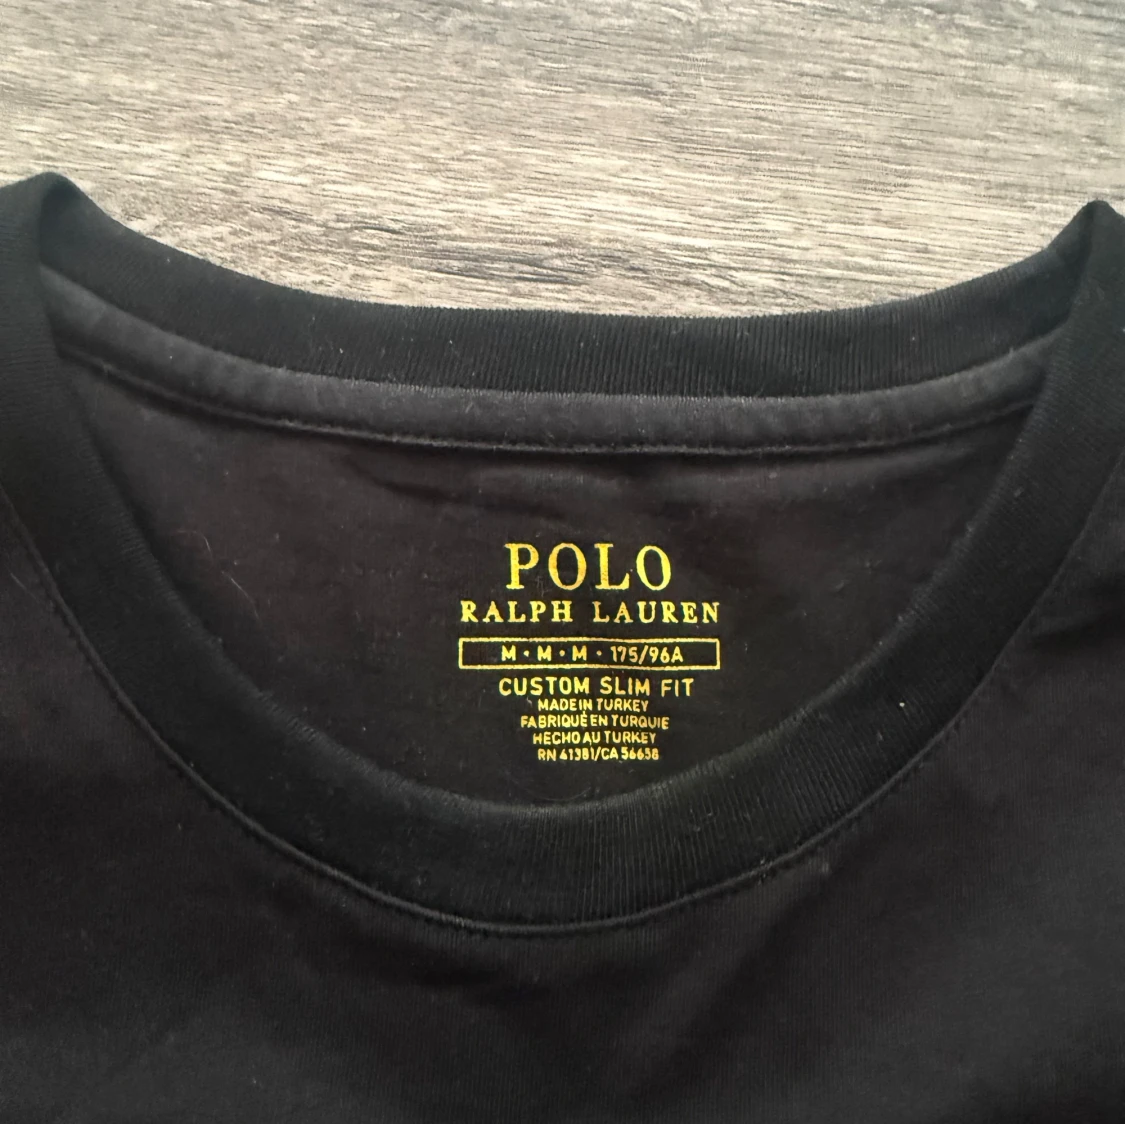 POLO
RALPH LAUREN
M • M • M • 175/96A
CUSTOM SLIM FIT
MADE IN TURKEY
FABRIQUÉ EN TURQUIE
HECHO AU TURKEY
RN 41381/CA 56658